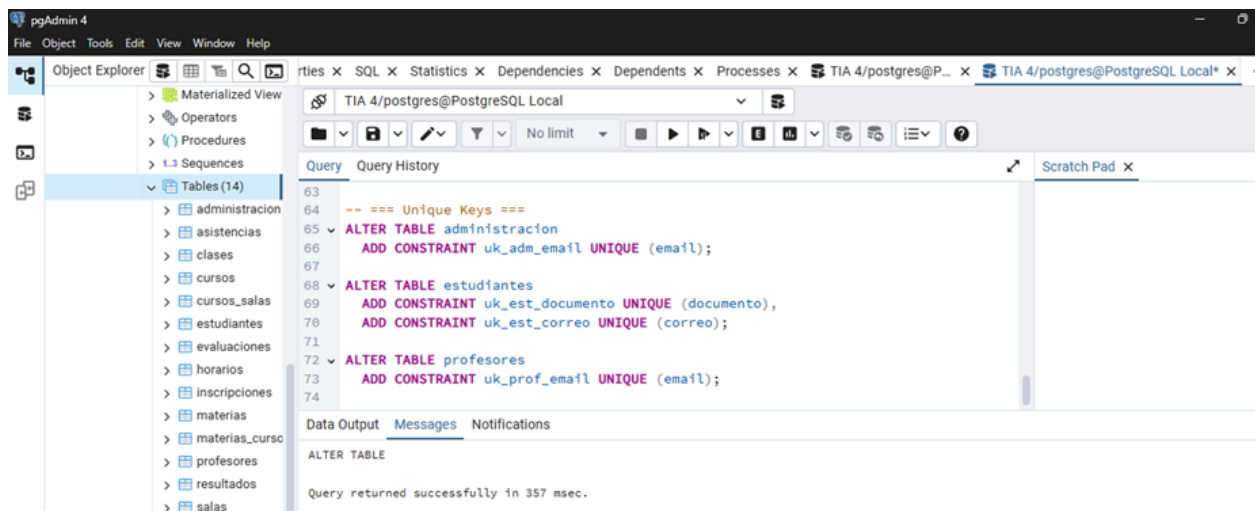 pgAdmin 4
File Object Tools Edit View Window Help
Object Explorer
rties SQL Statistics Dependencies Dependents Processes TIA 4/postgres@P... TIA 4/postgres@PostgreSQL Local*
Materialized View
Operators
Procedures
1..3 Sequences
Tables (14)
administracion
asistencias
clases
cursos
cursos_salas
estudiantes
evaluaciones
horarios
inscripciones
materias
materias_curso
profesores
resultados
salas
TIA 4/postgres@PostgreSQL Local
No limit
Query Query History
Scratch Pad
63
64 -- === Unique Keys ===
65 ALTER TABLE administracion
66 ADD CONSTRAINT uk_adm_email UNIQUE (email);
67
68 ALTER TABLE estudiantes
69 ADD CONSTRAINT uk_est_documento UNIQUE (documento),
70 ADD CONSTRAINT uk_est_correo UNIQUE (correo);
71
72 ALTER TABLE profesores
73 ADD CONSTRAINT uk_prof_email UNIQUE (email);
74
Data Output Messages Notifications
ALTER TABLE
Query returned successfully in 357 msec.